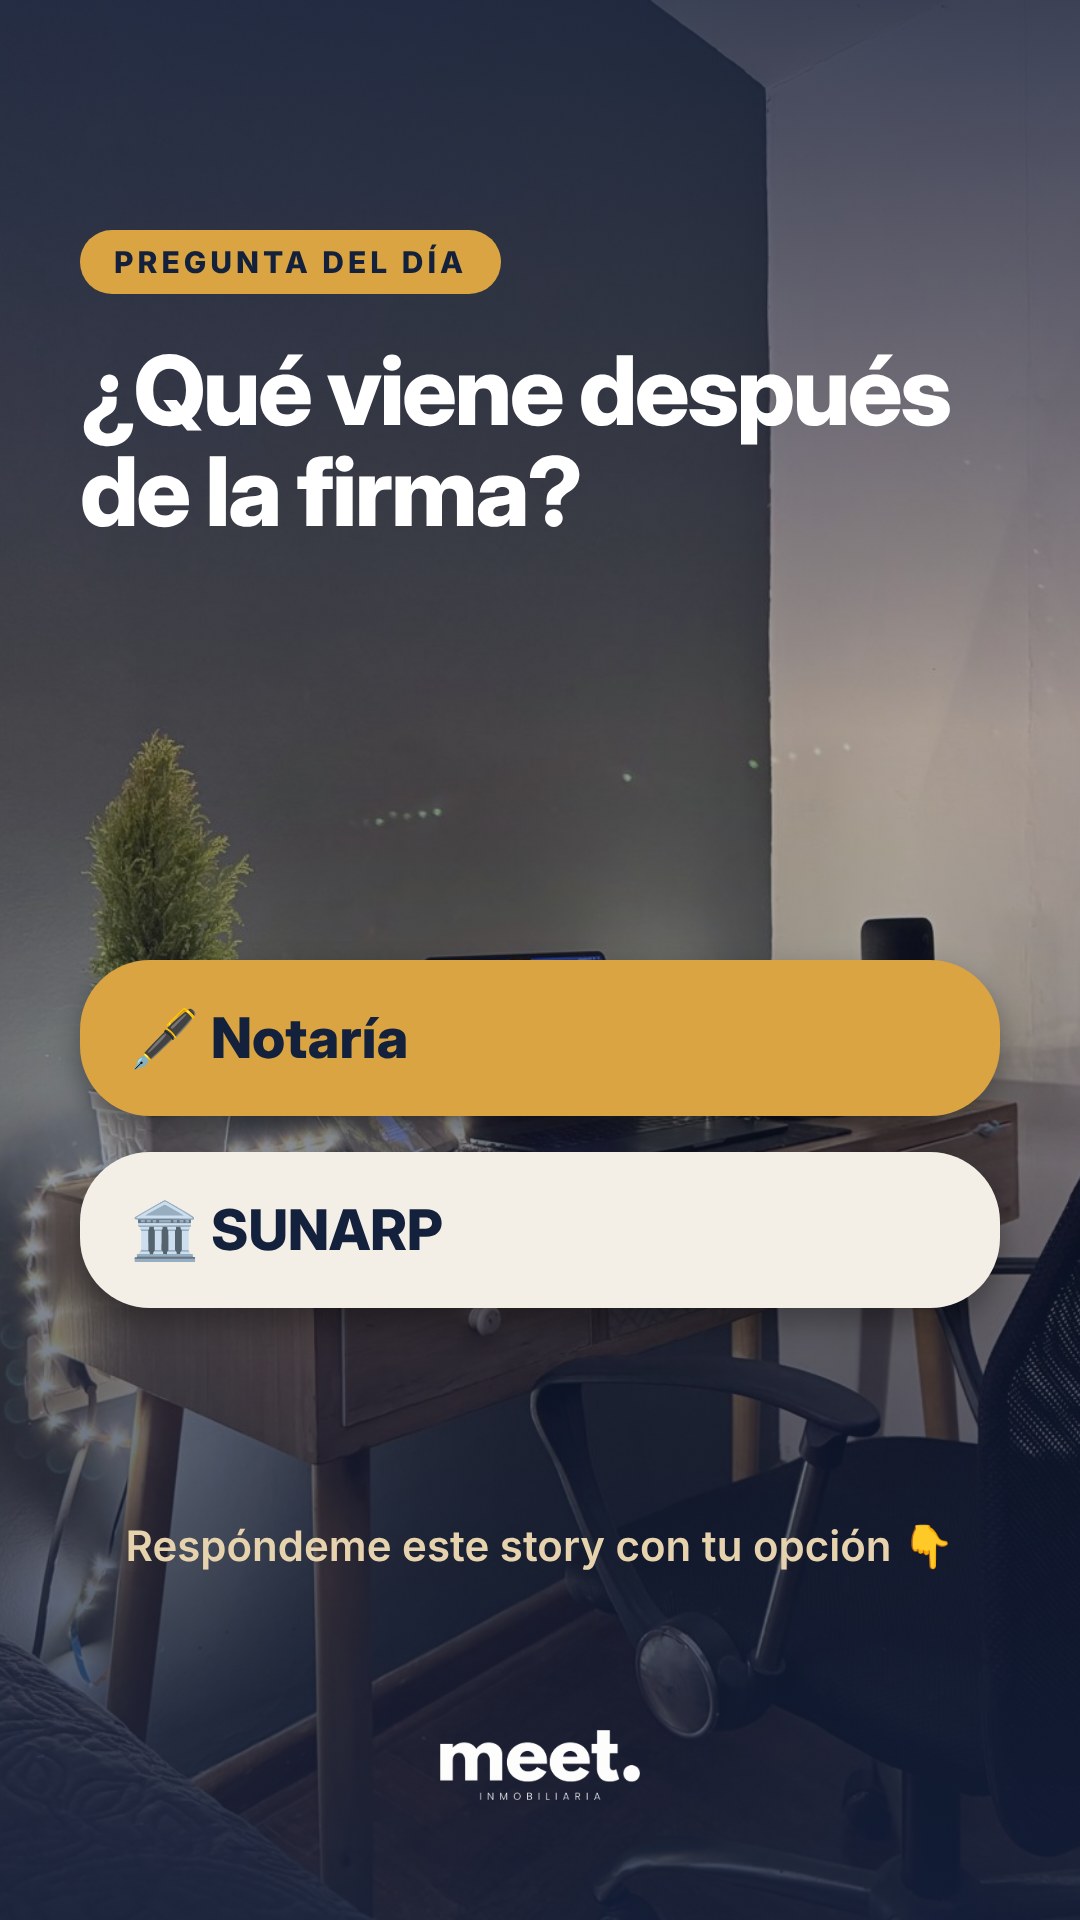 PREGUNTA DEL DÍA
¿Qué viene después
de la firma?
Notaría
SUNARP
Respóndeme este story con tu opción 👇
meet.
INMOBILIARIA